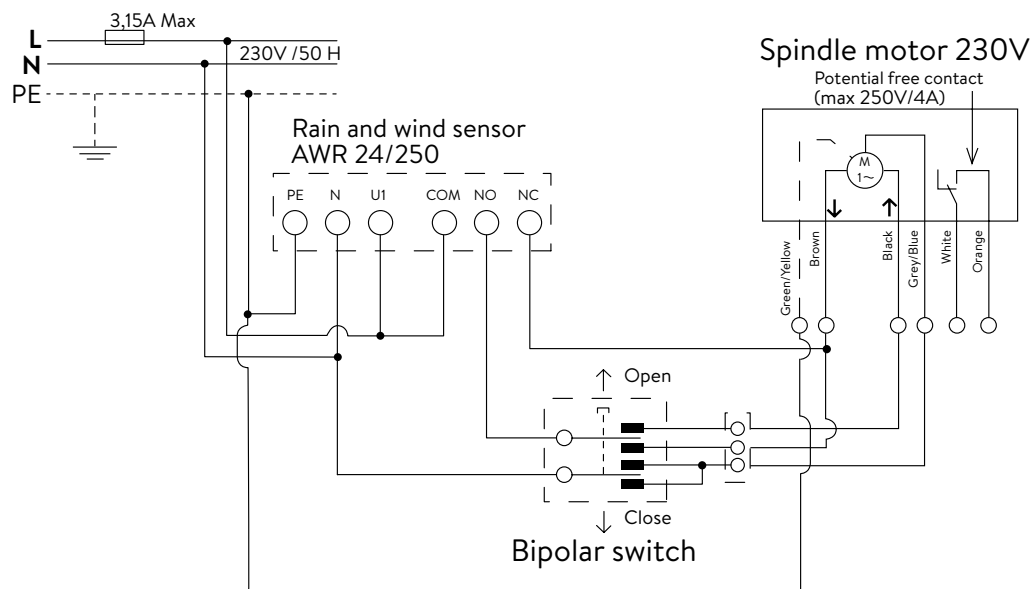 3,15A Max
L
230V /50 H
N
PE
Spindle motor 230V
Potential free contact
(max 250V/4A)
M
1~
Rain and wind sensor
AWR 24/250
PE N U1 COM NO NC
Green/Yellow
Brown
Black
Grey/Blue
White
Orange
Open
Close
Bipolar switch